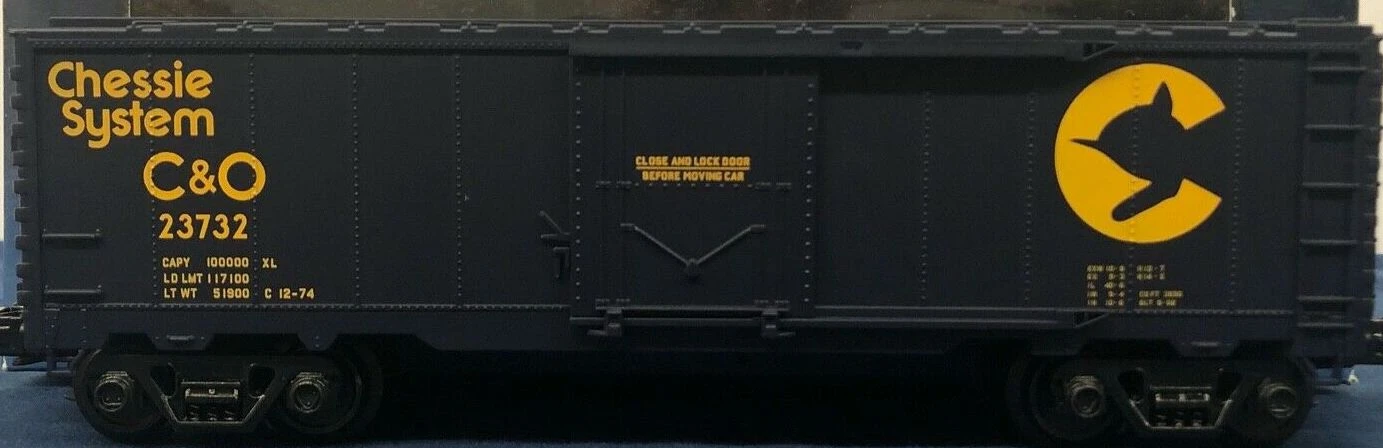 Chessie
System
C&O
23732
CAPY 100000 XL
LD LMT 117100
LT WT 51900 C 12-74
CLOSE AND LOCK DOOR
BEFORE MOVING CAR